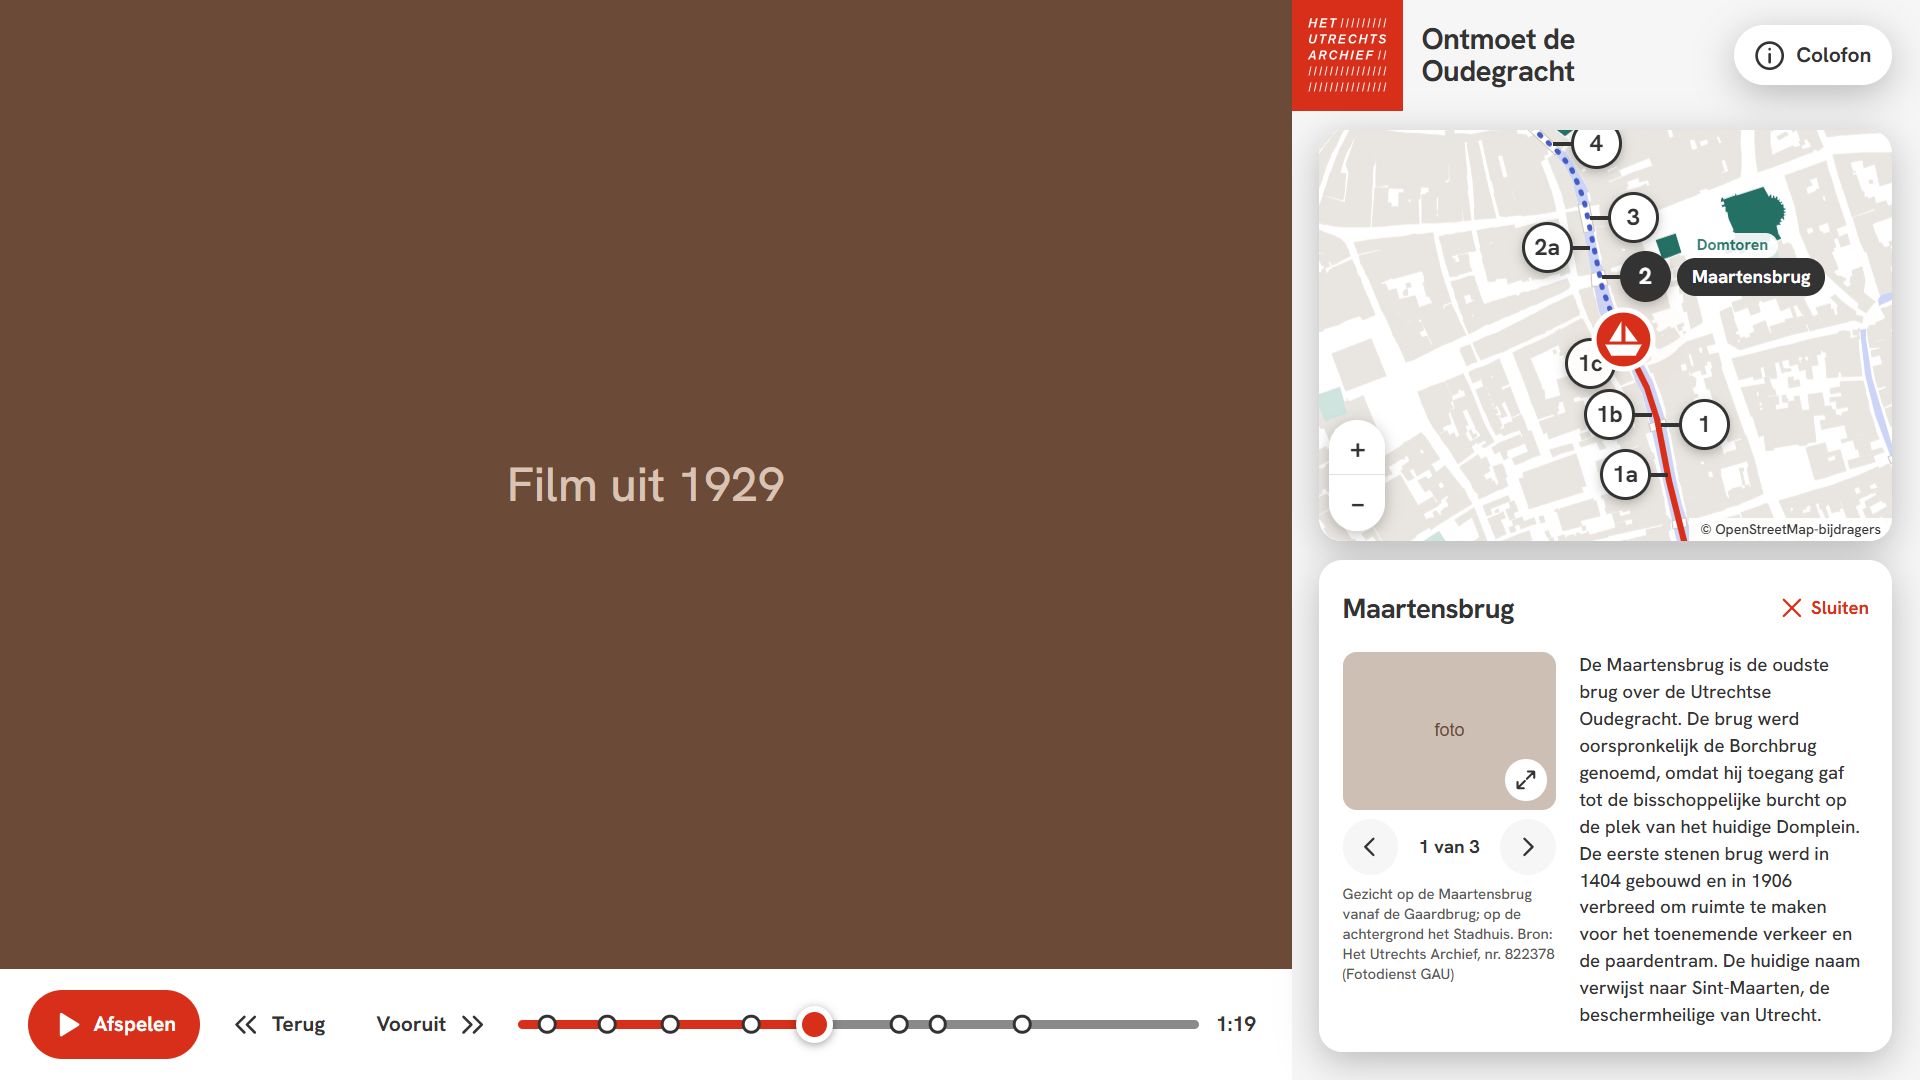 Film uit 1929
Afspelen
Terug
Vooruit
1:19
HET
UTRECHTS
ARCHIEF
Ontmoet de
Oudegracht
Colofon
4
3
2a
Domtoren
2
Maartensbrug
1c
1b
1
1a
+
−
© OpenStreetMap-bijdragers
Maartensbrug
Sluiten
foto
1 van 3
Gezicht op de Maartensbrug
vanaf de Gaardbrug; op de
achtergrond het Stadhuis. Bron:
Het Utrechts Archief, nr. 822378
(Fotodienst GAU)
De Maartensbrug is de oudste
brug over de Utrechtse
Oudegracht. De brug werd
oorspronkelijk de Borchbrug
genoemd, omdat hij toegang gaf
tot de bisschoppelijke burcht op
de plek van het huidige Domplein.
De eerste stenen brug werd in
1404 gebouwd en in 1906
verbreed om ruimte te maken
voor het toenemende verkeer en
de paardentram. De huidige naam
verwijst naar Sint-Maarten, de
beschermheilige van Utrecht.